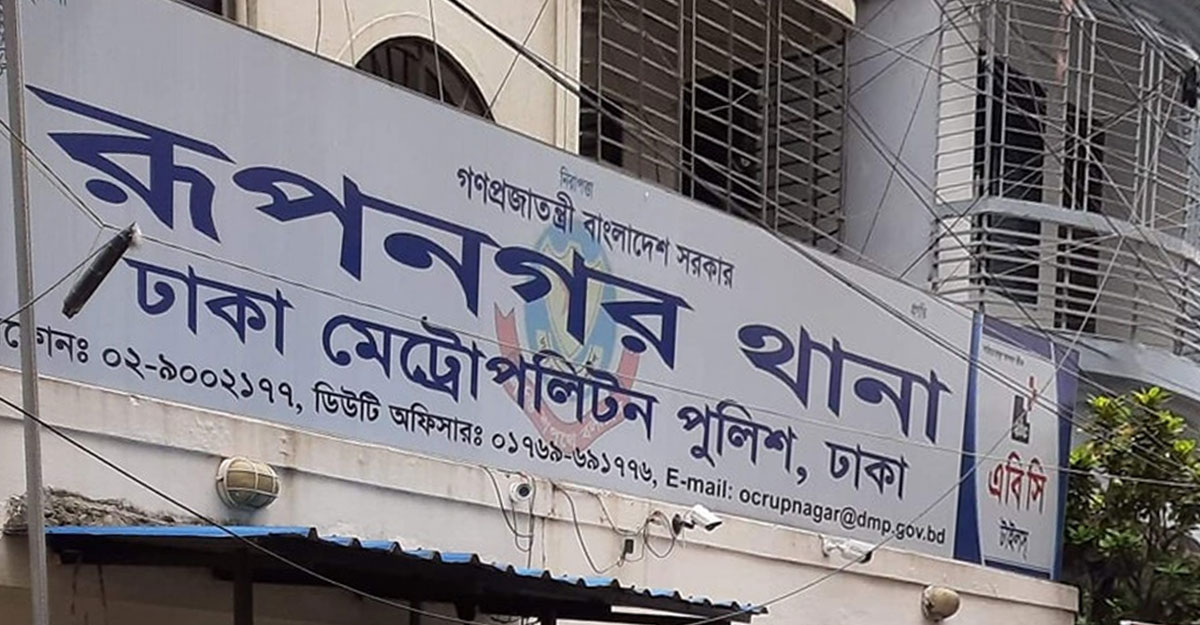 নিরাপত্তা
গণপ্রজাতন্ত্রী বাংলাদেশ সরকার
রূপনগর থানা
ঢাকা মেট্রোপলিটন পুলিশ, ঢাকা
ফোনঃ ০২-৯০০২১৭৭, ডিউটি অফিসারঃ ০১৭৬৯-৬৯১৭৭৬, E-mail: ocrupnagar@dmp.gov.bd
এবিসি
টাইলস্